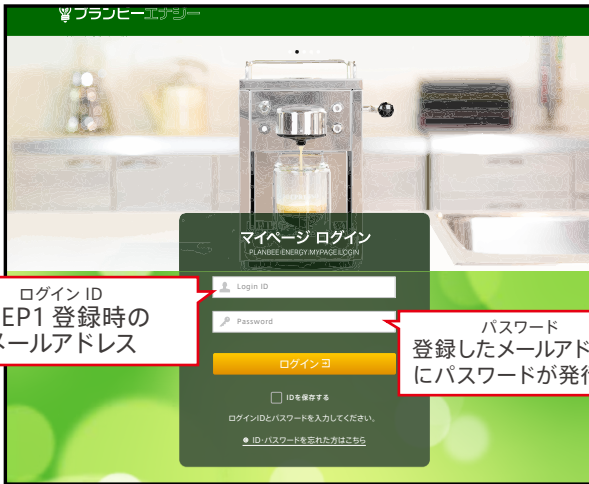 プランビーエナジー
マイページ ログイン
PLANBEE ENERGY MYPAGE LOGIN
Login ID
ログイン ID
EP1 登録時の
メールアドレス
Password
パスワード
登録したメールアド
にパスワードが発行
ログイン
IDを保存する
ログインIDとパスワードを入力してください。
● ID・パスワードを忘れた方はこちら